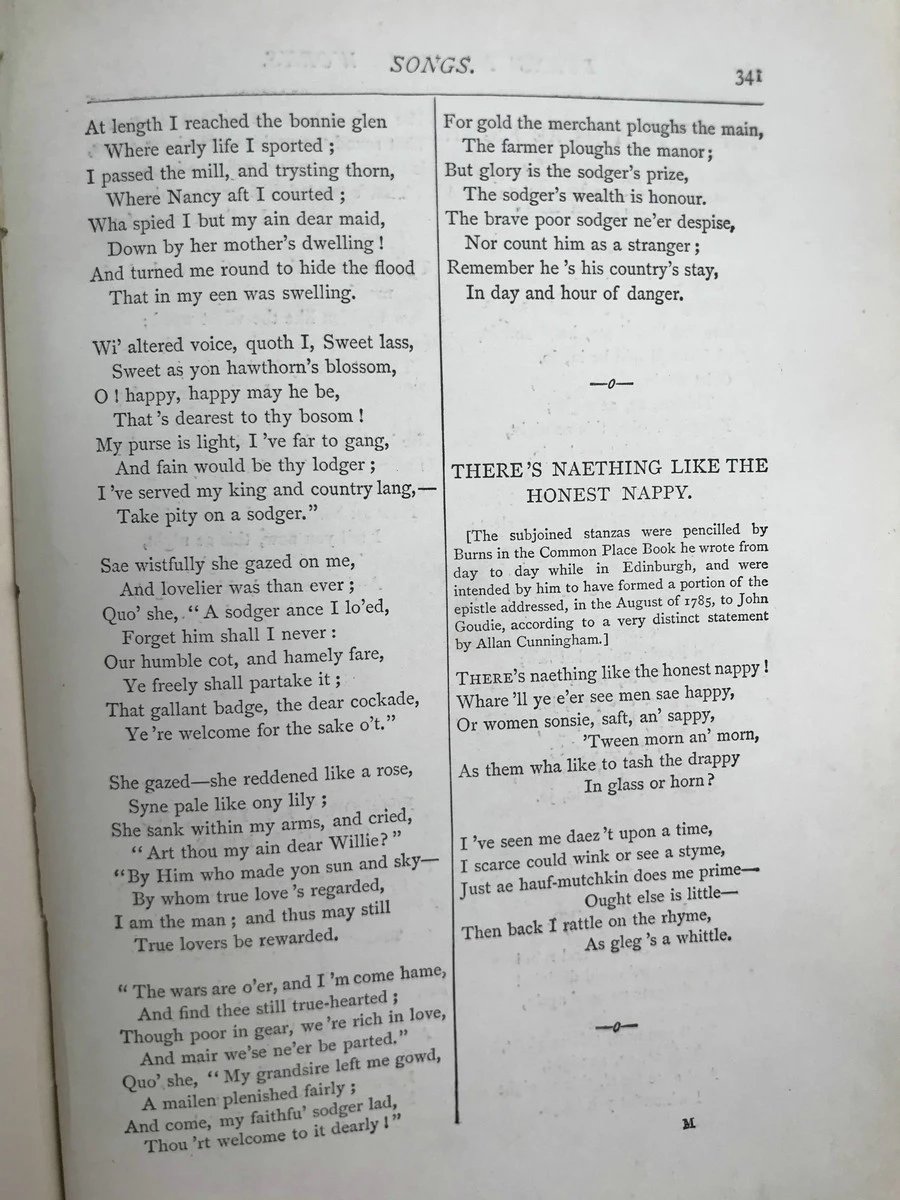 SONGS.
341
At length I reached the bonnie glen
Where early life I sported ;
I passed the mill, and trysting thorn,
Where Nancy aft I courted ;
Wha spied I but my ain dear maid,
Down by her mother's dwelling !
And turned me round to hide the flood
That in my een was swelling.
Wi' altered voice, quoth I, Sweet lass,
Sweet as yon hawthorn's blossom,
O ! happy, happy may he be,
That 's dearest to thy bosom !
My purse is light, I 've far to gang,
And fain would be thy lodger ;
I 've served my king and country lang,—
Take pity on a sodger."
Sae wistfully she gazed on me,
And lovelier was than ever ;
Quo' she, " A sodger ance I lo'ed,
Forget him shall I never :
Our humble cot, and hamely fare,
Ye freely shall partake it ;
That gallant badge, the dear cockade,
Ye 're welcome for the sake o't."
She gazed—she reddened like a rose,
Syne pale like ony lily ;
She sank within my arms, and cried,
" Art thou my ain dear Willie? "
" By Him who made yon sun and sky—
By whom true love 's regarded,
I am the man ; and thus may still
True lovers be rewarded.
" The wars are o'er, and I 'm come hame,
And find thee still true-hearted ;
Though poor in gear, we 're rich in love,
And mair we'se ne'er be parted."
Quo' she, " My grandsire left me gowd,
A mailen plenished fairly ;
And come, my faithfu' sodger lad,
Thou 'rt welcome to it dearly ! "
For gold the merchant ploughs the main,
The farmer ploughs the manor ;
But glory is the sodger's prize,
The sodger's wealth is honour.
The brave poor sodger ne'er despise,
Nor count him as a stranger ;
Remember he 's his country's stay,
In day and hour of danger.
—o—
THERE'S NAETHING LIKE THE
HONEST NAPPY.
[The subjoined stanzas were pencilled by
Burns in the Common Place Book he wrote from
day to day while in Edinburgh, and were
intended by him to have formed a portion of the
epistle addressed, in the August of 1785, to John
Goudie, according to a very distinct statement
by Allan Cunningham.]
THERE's naething like the honest nappy !
Whare 'll ye e'er see men sae happy,
Or women sonsie, saft, an' sappy,
'Tween morn an' morn,
As them wha like to tash the drappy
In glass or horn ?
I 've seen me daez 't upon a time,
I scarce could wink or see a styme,
Just ae hauf-mutchkin does me prime—
Ought else is little—
Then back I rattle on the rhyme,
As gleg 's a whittle.
—o—
M